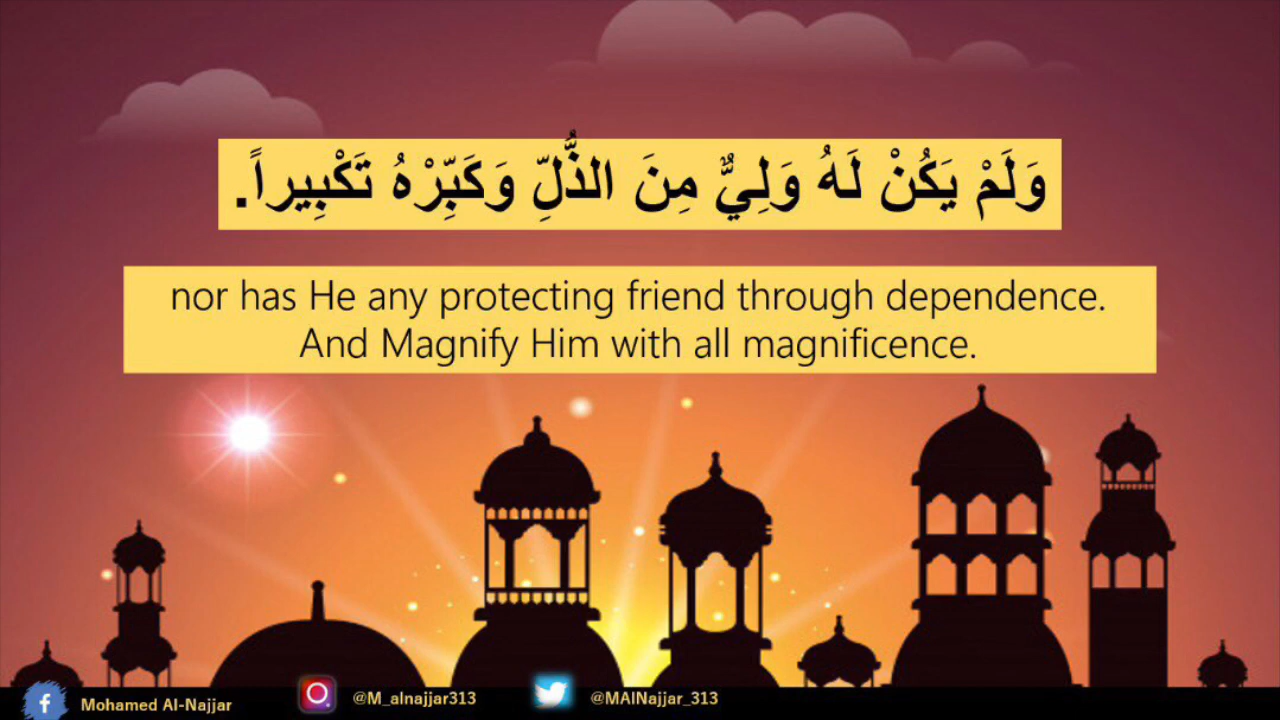 وَلَمْ يَكُنْ لَهُ وَلِيٌّ مِنَ الذُّلِّ وَكَبِّرْهُ تَكْبِيراً.
nor has He any protecting friend through dependence.
And Magnify Him with all magnificence.
Mohamed Al-Najjar @M_alnajjar313 @MAlNajjar_313